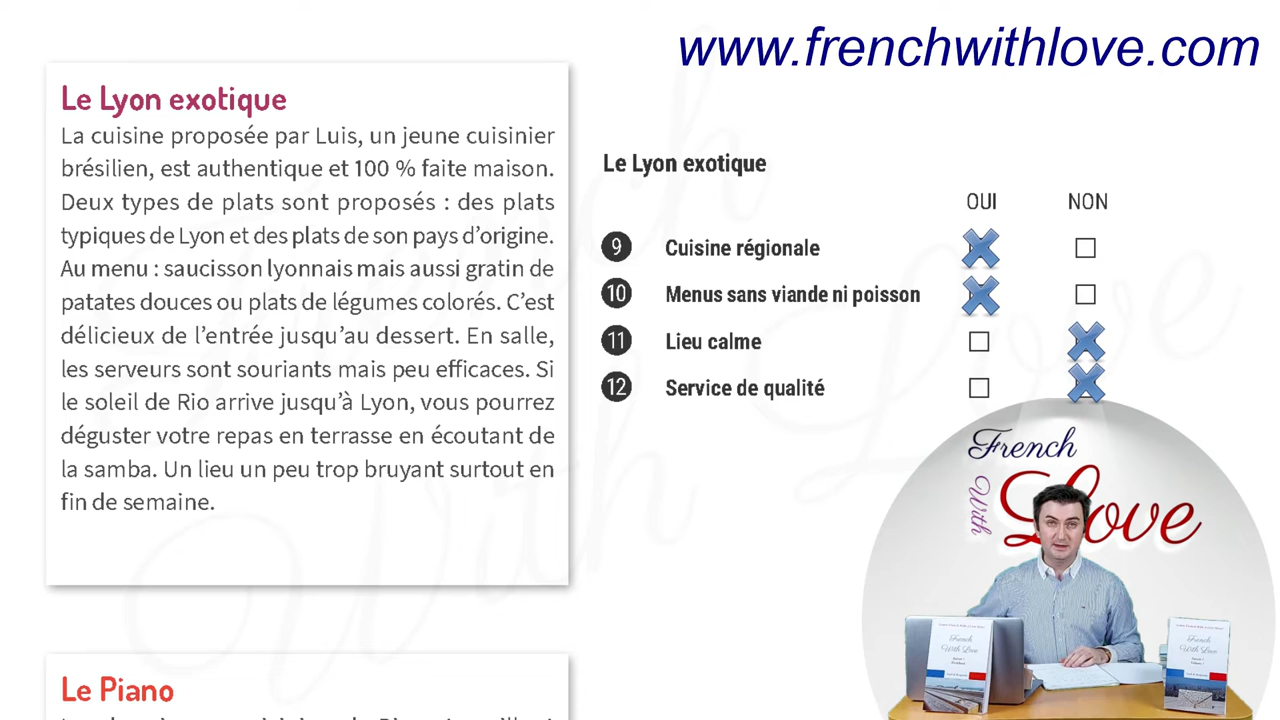 www.frenchwithlove.com
Le Lyon exotique
La cuisine proposée par Luis, un jeune cuisinier
brésilien, est authentique et 100 % faite maison.
Deux types de plats sont proposés : des plats
typiques de Lyon et des plats de son pays d'origine.
Au menu : saucisson lyonnais mais aussi gratin de
patates douces ou plats de légumes colorés. C'est
délicieux de l'entrée jusqu'au dessert. En salle,
les serveurs sont souriants mais peu efficaces. Si
le soleil de Rio arrive jusqu'à Lyon, vous pourrez
déguster votre repas en terrasse en écoutant de
la samba. Un lieu un peu trop bruyant surtout en
fin de semaine.
Le Piano
Le Lyon exotique
OUI NON
9 Cuisine régionale
10 Menus sans viande ni poisson
11 Lieu calme
12 Service de qualité
French
With
Love
French
With Love
French
With Love